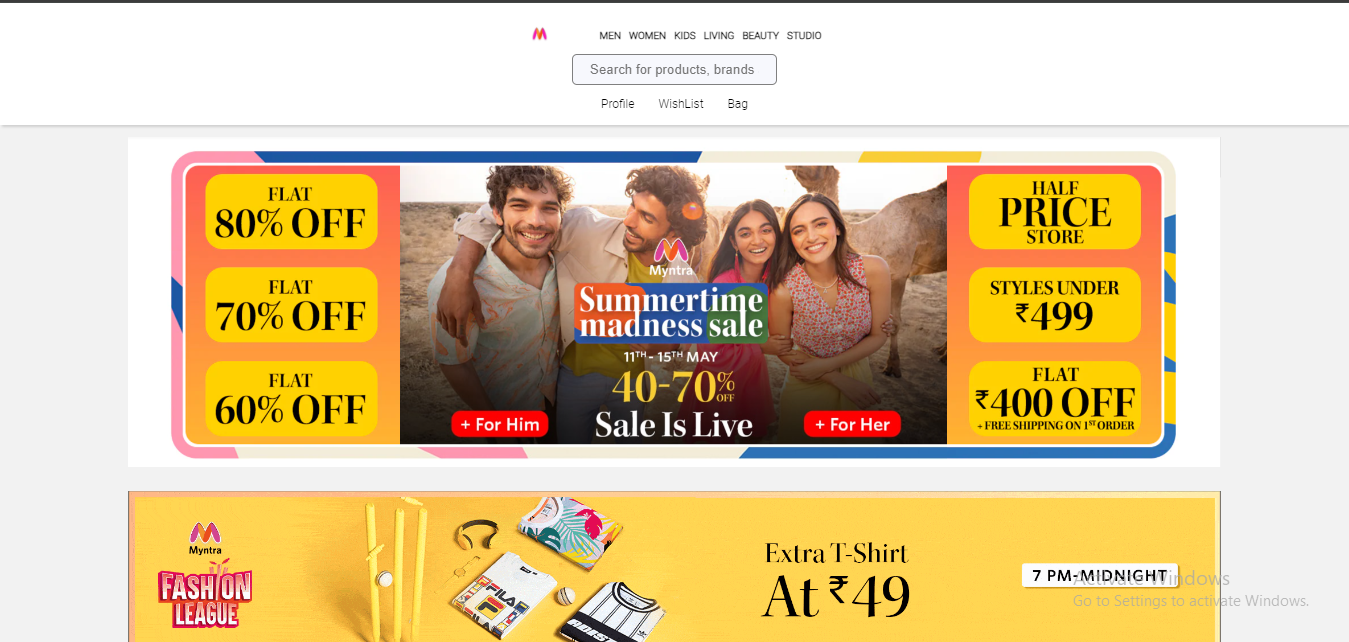 MEN WOMEN KIDS LIVING BEAUTY STUDIO
Search for products, brands
Profile WishList Bag
FLAT
80% OFF
FLAT
70% OFF
FLAT
60% OFF
Myntra
Summertime
madness sale
11TH - 15TH MAY
40-70% OFF
Sale Is Live
+ For Him
+ For Her
HALF
PRICE
STORE
STYLES UNDER
₹499
FLAT
₹400 OFF
+ FREE SHIPPING ON 1ST ORDER
Myntra
FASHION
LEAGUE
FILA
Extra T-Shirt
At ₹49
7 PM-MIDNIGHT
Activate Windows
Go to Settings to activate Windows.